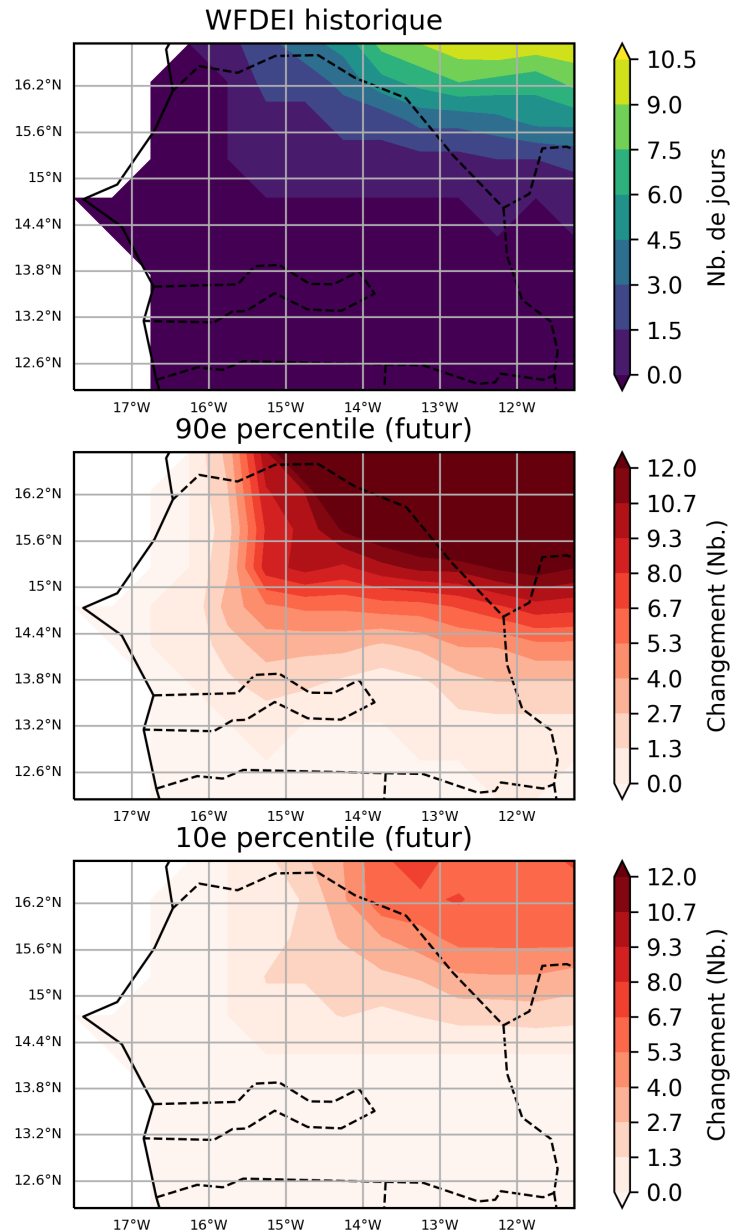 WFDEI historique
16.2°N
15.6°N
15°N
14.4°N
13.8°N
13.2°N
12.6°N
17°W 16°W 15°W 14°W 13°W 12°W
10.5
9.0
7.5
6.0
4.5
3.0
1.5
0.0
Nb. de jours
90e percentile (futur)
16.2°N
15.6°N
15°N
14.4°N
13.8°N
13.2°N
12.6°N
17°W 16°W 15°W 14°W 13°W 12°W
12.0
10.7
9.3
8.0
6.7
5.3
4.0
2.7
1.3
0.0
Changement (Nb.)
10e percentile (futur)
16.2°N
15.6°N
15°N
14.4°N
13.8°N
13.2°N
12.6°N
17°W 16°W 15°W 14°W 13°W 12°W
12.0
10.7
9.3
8.0
6.7
5.3
4.0
2.7
1.3
0.0
Changement (Nb.)